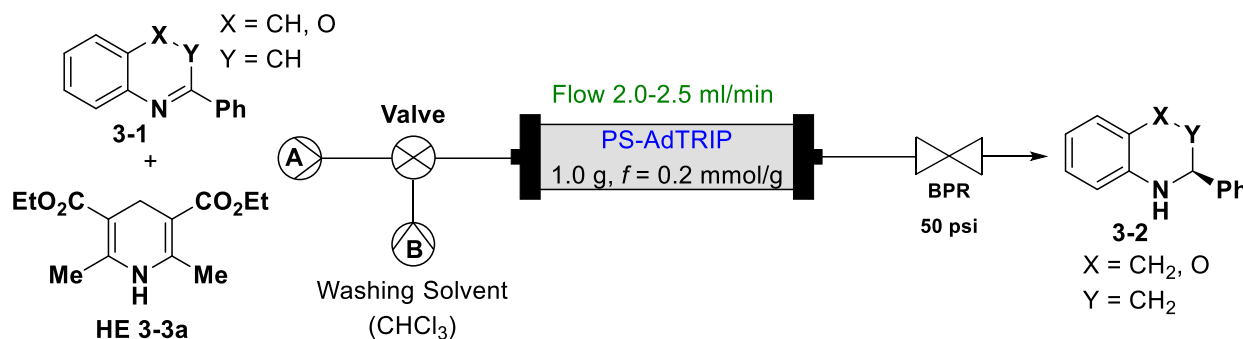 X = CH, O
Y = CH
X
Y
N
Ph
3-1
+
EtO₂C
CO₂Et
Me
N
H
Me
HE 3-3a
A
Valve
B
Washing Solvent
(CHCl₃)
Flow 2.0-2.5 ml/min
PS-AdTRIP
1.0 g, f = 0.2 mmol/g
BPR
50 psi
X
Y
N
H
Ph
3-2
X = CH₂, O
Y = CH₂